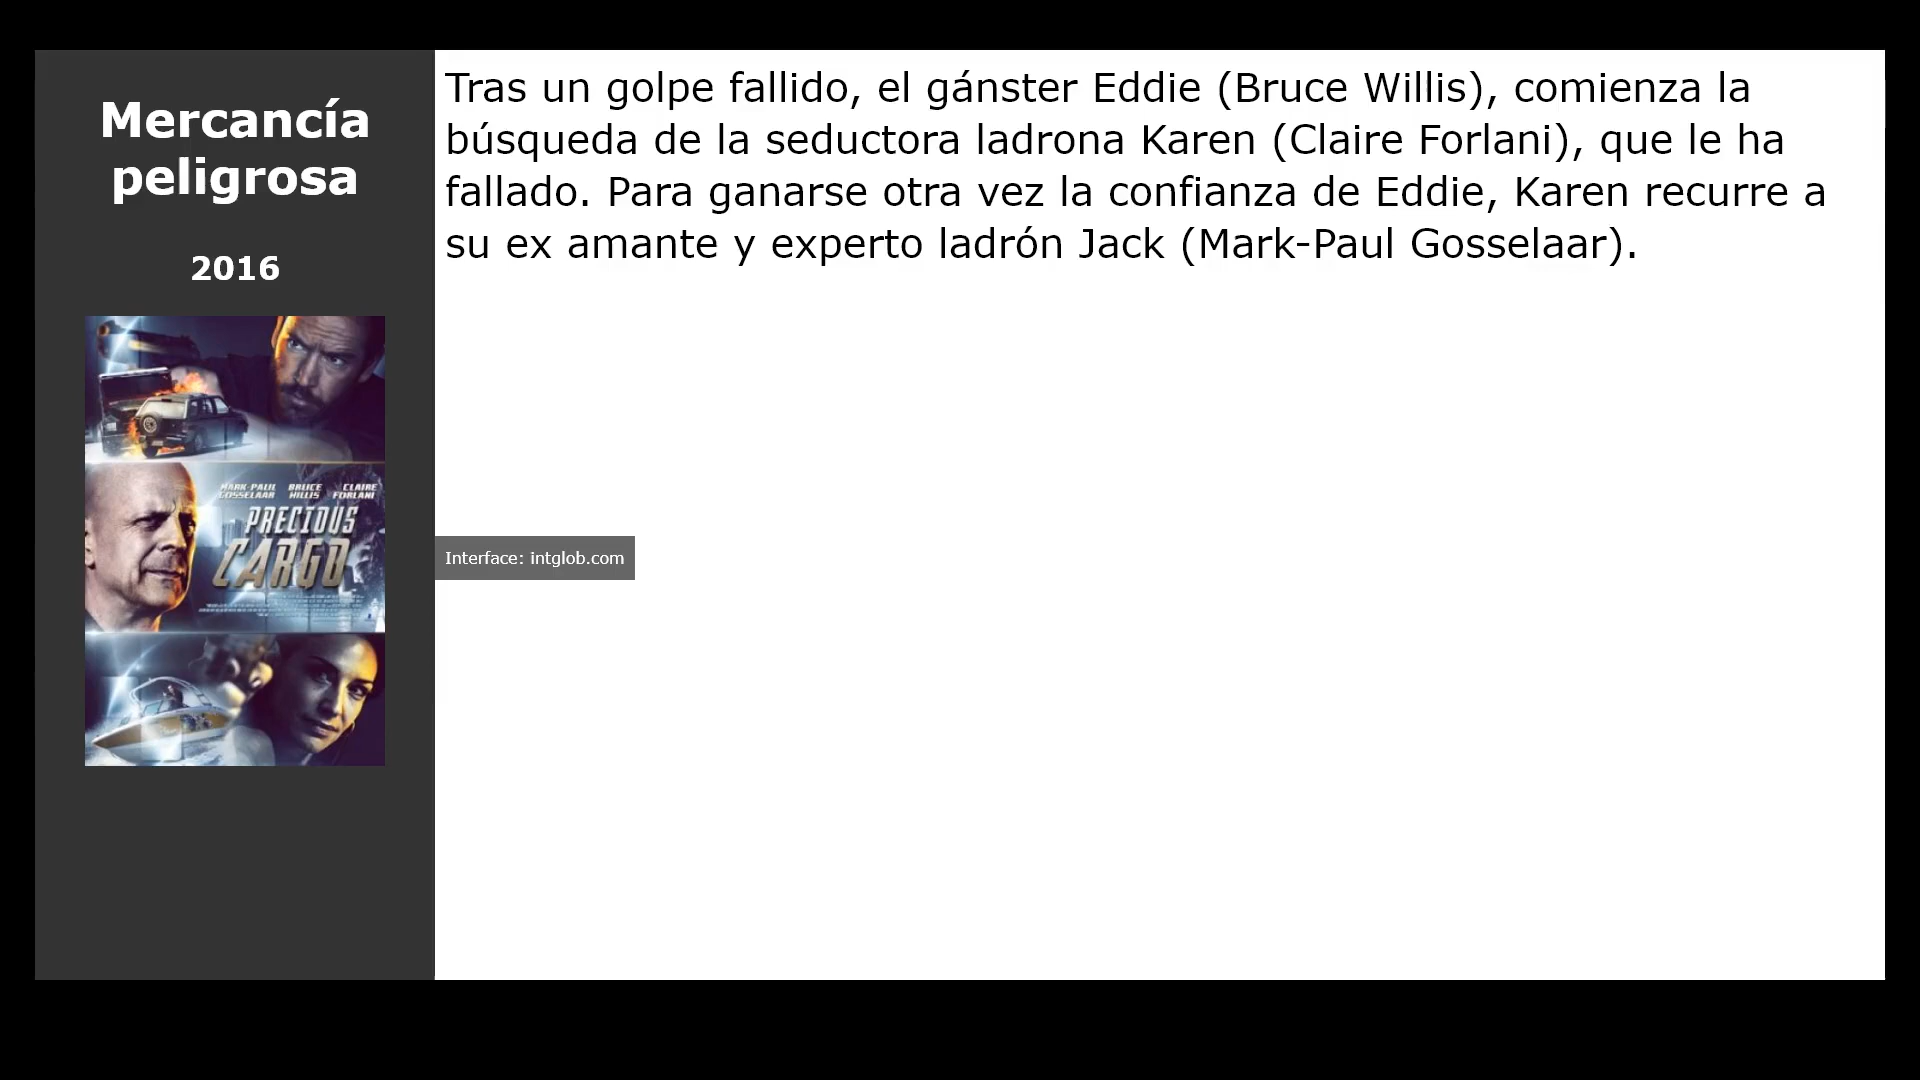 Mercancía
peligrosa
2016
MARK-PAUL GOSSELAAR BRUCE WILLIS CLAIRE FORLANI
PRECIOUS
CARGO
Tras un golpe fallido, el gánster Eddie (Bruce Willis), comienza la
búsqueda de la seductora ladrona Karen (Claire Forlani), que le ha
fallado. Para ganarse otra vez la confianza de Eddie, Karen recurre a
su ex amante y experto ladrón Jack (Mark-Paul Gosselaar).
Interface: intglob.com